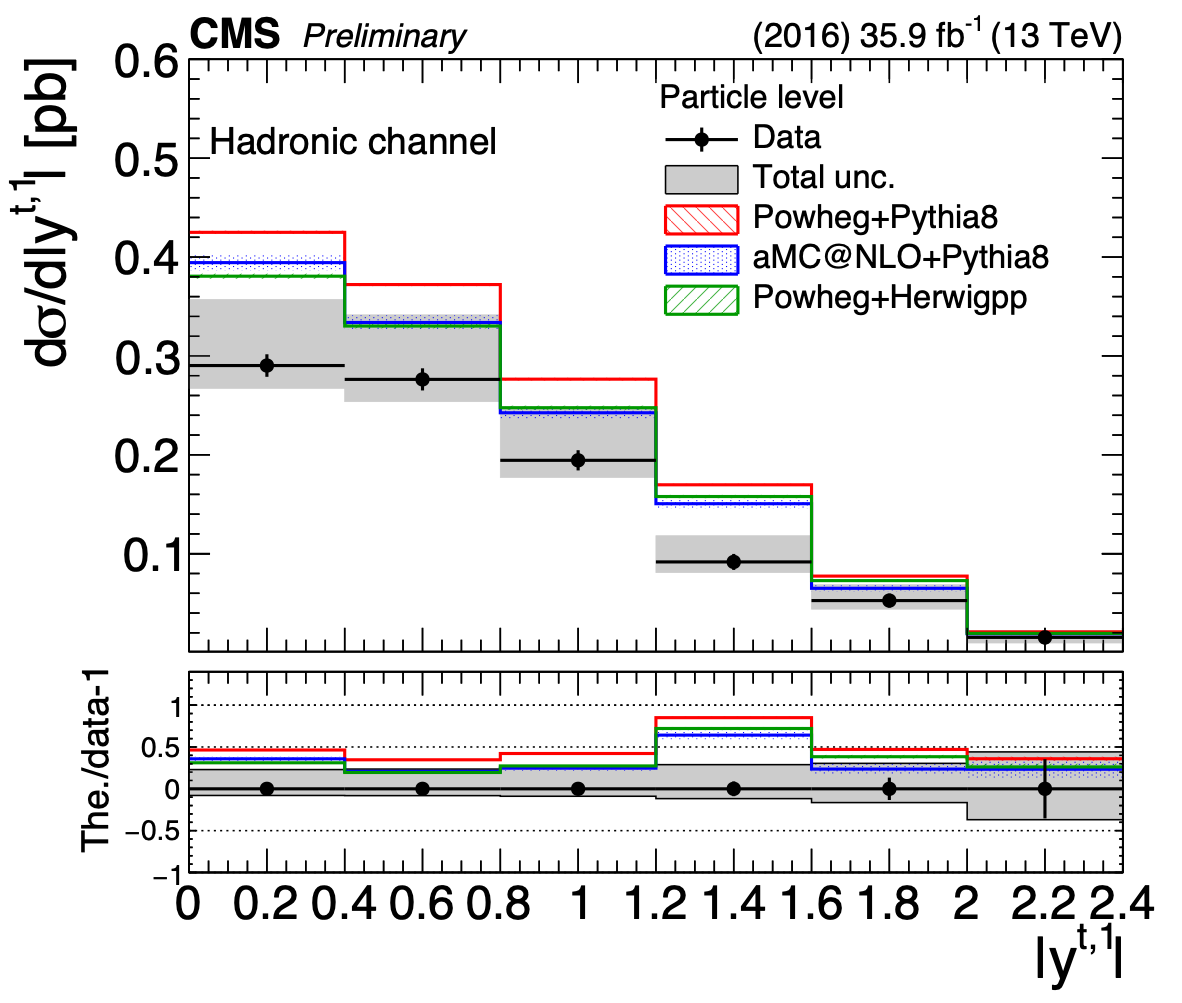 CMS Preliminary (2016) 35.9 fb⁻¹ (13 TeV)
dσ/d|y^{t,1}| [pb]
0.6
0.5
0.4
0.3
0.2
0.1
Hadronic channel
Particle level
Data
Total unc.
Powheg+Pythia8
aMC@NLO+Pythia8
Powheg+Herwigpp
The./data-1
1
0.5
0
−0.5
−1
0 0.2 0.4 0.6 0.8 1 1.2 1.4 1.6 1.8 2 2.2 2.4
|y^{t,1}|